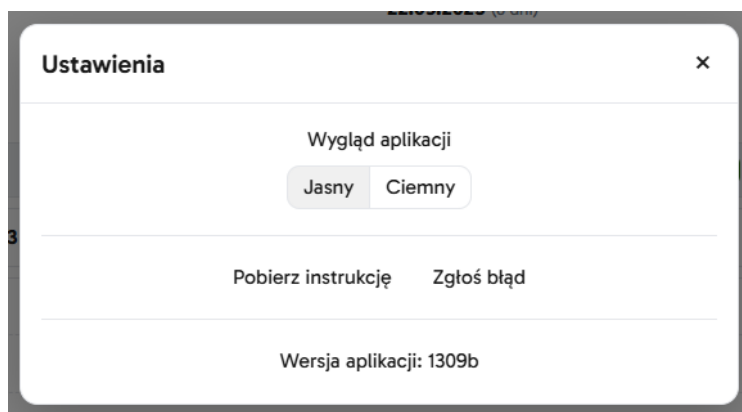 Ustawienia
Wygląd aplikacji
Jasny Ciemny
Pobierz instrukcję Zgłoś błąd
Wersja aplikacji: 1309b